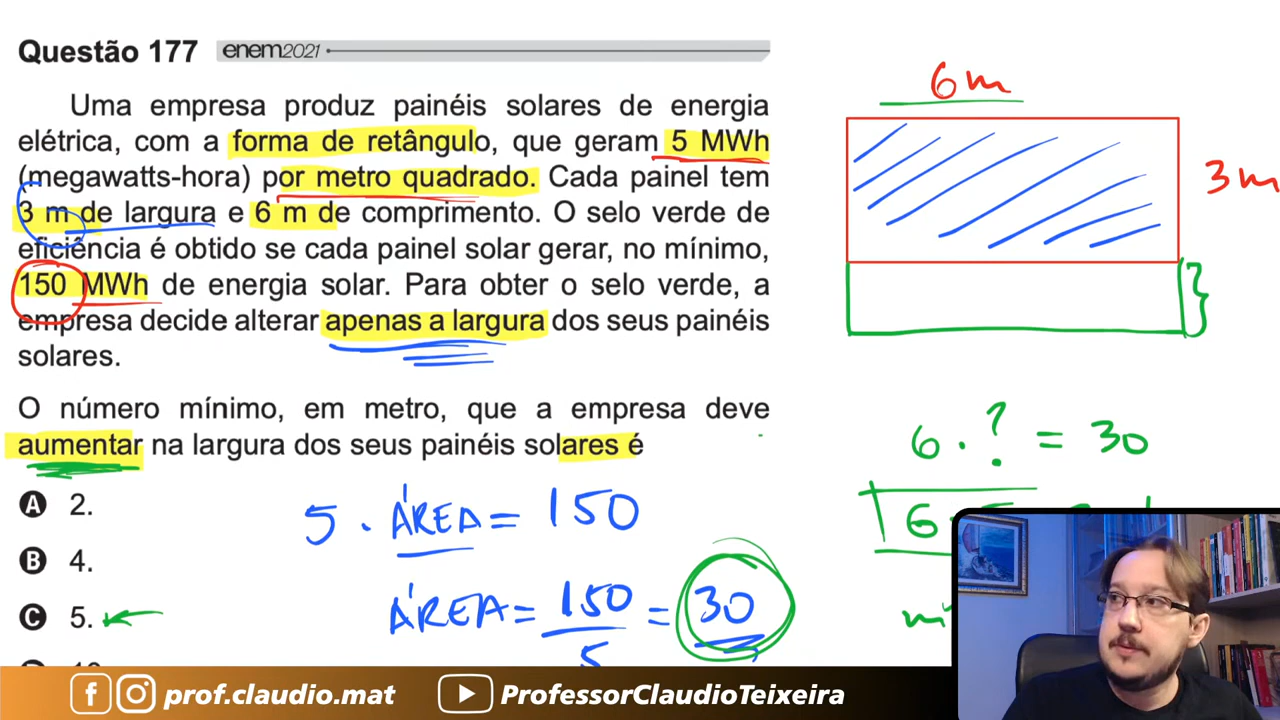 Questão 177 enem2021
Uma empresa produz painéis solares de energia
elétrica, com a forma de retângulo, que geram 5 MWh
(megawatts-hora) por metro quadrado. Cada painel tem
3 m de largura e 6 m de comprimento. O selo verde de
eficiência é obtido se cada painel solar gerar, no mínimo,
150 MWh de energia solar. Para obter o selo verde, a
empresa decide alterar apenas a largura dos seus painéis
solares.
O número mínimo, em metro, que a empresa deve
aumentar na largura dos seus painéis solares é
A 2.
B 4.
C 5.
5 . ÁREA = 150
ÁREA = 150/5 = 30
6 m
3 m
6 . ? = 30
6 .
prof.claudio.mat
ProfessorClaudioTeixeira